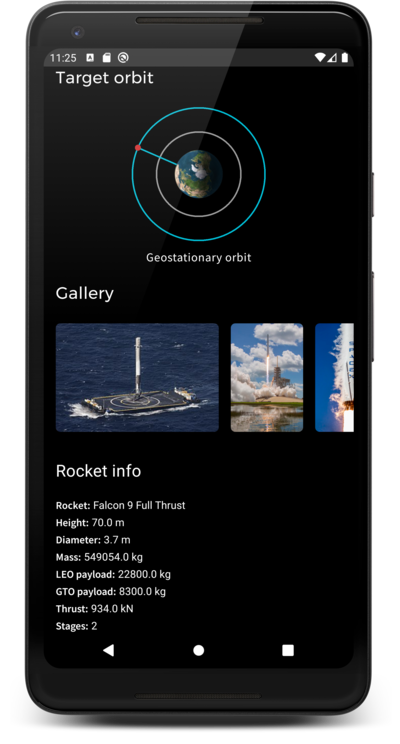 11:25
Target orbit
Geostationary orbit
Gallery
Rocket info
Rocket: Falcon 9 Full Thrust
Height: 70.0 m
Diameter: 3.7 m
Mass: 549054.0 kg
LEO payload: 22800.0 kg
GTO payload: 8300.0 kg
Thrust: 934.0 kN
Stages: 2